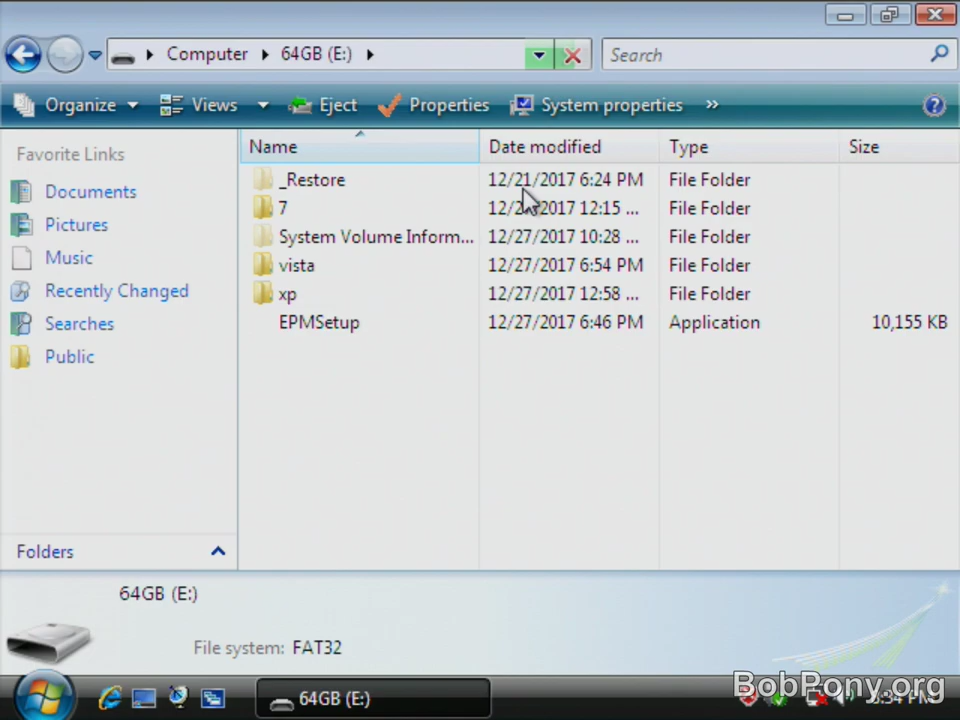 Computer 64GB (E:) Search
Organize Views Eject Properties System properties »
Favorite Links
Documents
Pictures
Music
Recently Changed
Searches
Public
Folders
Name Date modified Type Size
_Restore 12/21/2017 6:24 PM File Folder
7 12:15 ... File Folder
System Volume Inform... 12/27/2017 10:28 ... File Folder
vista 12/27/2017 6:54 PM File Folder
xp 12/27/2017 12:58 ... File Folder
EPMSetup 12/27/2017 6:46 PM Application 10,155 KB
64GB (E:)
File system: FAT32
64GB (E:)
BobPony.org